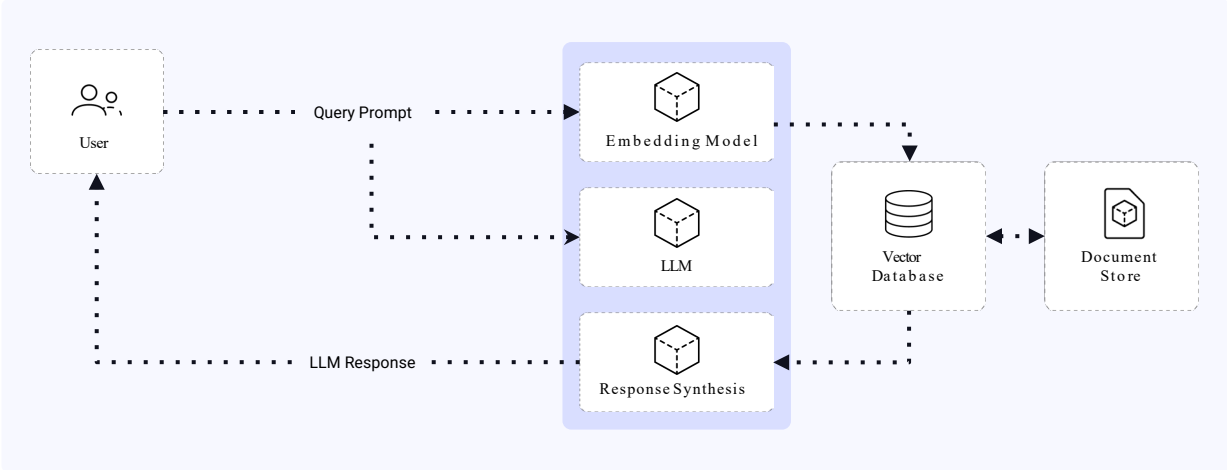 User
Query Prompt
Embedding Model
LLM
Vector
Database
Document
Store
LLM Response
Response Synthesis